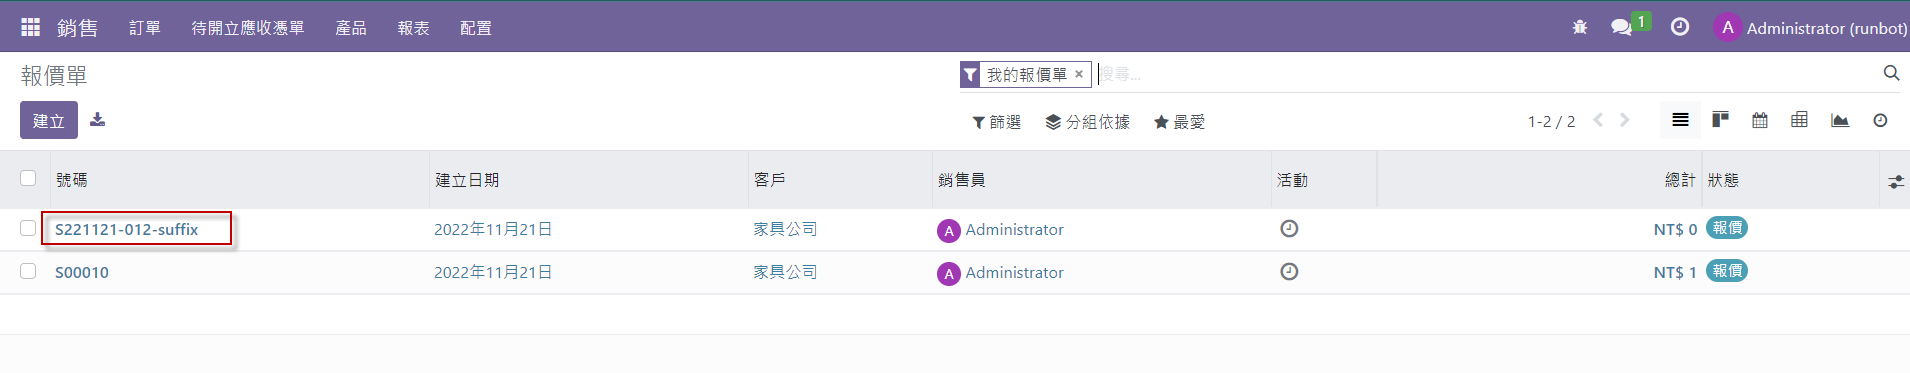 銷售 訂單 待開立應收憑單 產品 報表 配置 1 A Administrator (runbot)
報價單 我的報價單 × 搜尋...
建立 篩選 分組依據 最愛 1-2 / 2
號碼 建立日期 客戶 銷售員 活動 總計 狀態
S221121-012-suffix 2022年11月21日 家具公司 A Administrator NT$ 0 報價
S00010 2022年11月21日 家具公司 A Administrator NT$ 1 報價